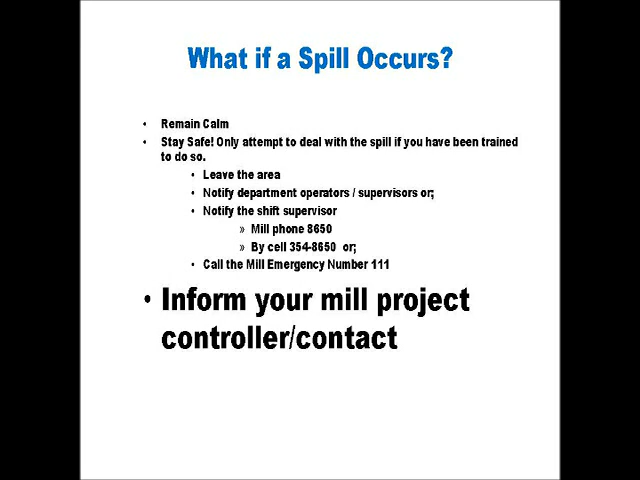 What if a Spill Occurs?
• Remain Calm
• Stay Safe! Only attempt to deal with the spill if you have been trained
to do so.
• Leave the area
• Notify department operators / supervisors or;
• Notify the shift supervisor
» Mill phone 8650
» By cell 354-8650 or;
• Call the Mill Emergency Number 111
• Inform your mill project
controller/contact